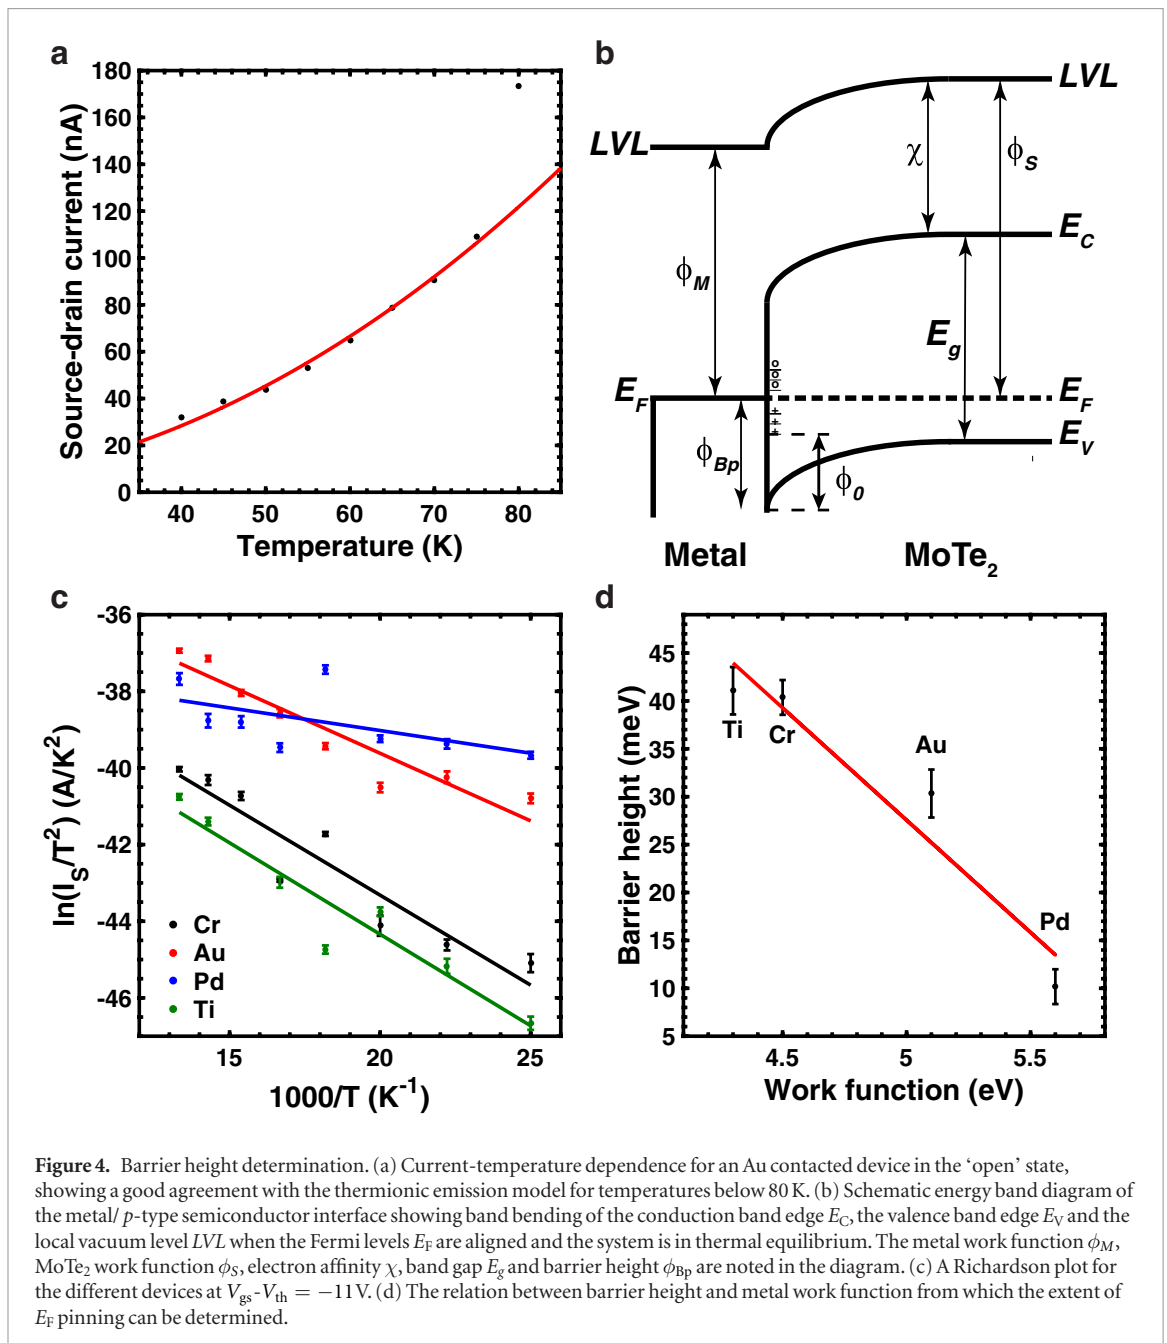 a
180
160
140
120
100
80
60
40
20
0
40 50 60 70 80
Source-drain current (nA)
Temperature (K)
b
LVL
LVL
χ
ϕS
EC
ϕM
Eg
EF
EF
EV
ϕBp
ϕ0
Metal
MoTe2
c
-36
-38
-40
-42
-44
-46
15 20 25
ln(IS/T2) (A/K2)
1000/T (K-1)
Cr
Au
Pd
Ti
d
45
40
35
30
25
20
15
10
5
4.5 5 5.5
Barrier height (meV)
Work function (eV)
Ti
Cr
Au
Pd
Figure 4. Barrier height determination. (a) Current-temperature dependence for an Au contacted device in the ‘open’ state,
showing a good agreement with the thermionic emission model for temperatures below 80 K. (b) Schematic energy band diagram of
the metal/ p-type semiconductor interface showing band bending of the conduction band edge EC, the valence band edge EV and the
local vacuum level LVL when the Fermi levels EF are aligned and the system is in thermal equilibrium. The metal work function ϕM,
MoTe2 work function ϕS, electron affinity χ, band gap Eg and barrier height ϕBp are noted in the diagram. (c) A Richardson plot for
the different devices at Vgs-Vth = −11V. (d) The relation between barrier height and metal work function from which the extent of
EF pinning can be determined.